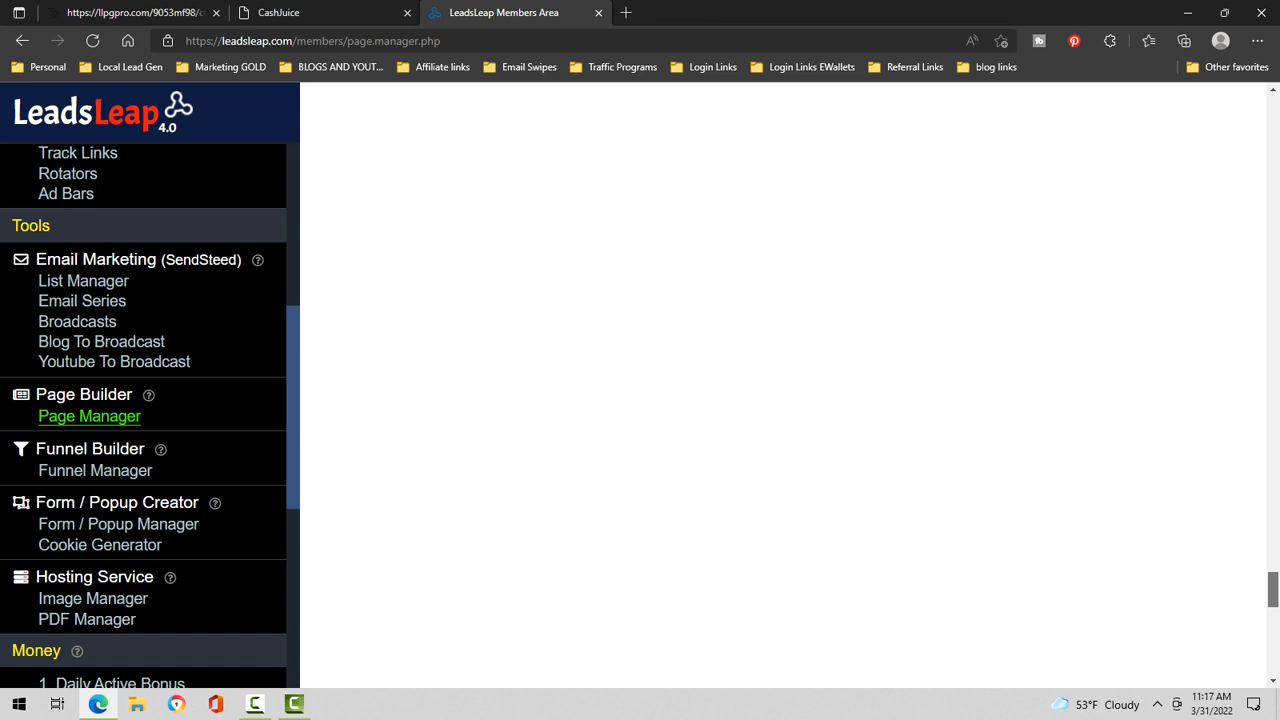 https://llpgpro.com/9053mf98/c
CashJuice
LeadsLeap Members Area
https://leadsleap.com/members/page.manager.php
Personal
Local Lead Gen
Marketing GOLD
BLOGS AND YOUT...
Affiliate links
Email Swipes
Traffic Programs
Login Links
Login Links EWallets
Referral Links
blog links
Other favorites
LeadsLeap 4.0
Track Links
Rotators
Ad Bars
Tools
Email Marketing (SendSteed)
List Manager
Email Series
Broadcasts
Blog To Broadcast
Youtube To Broadcast
Page Builder
Page Manager
Funnel Builder
Funnel Manager
Form / Popup Creator
Form / Popup Manager
Cookie Generator
Hosting Service
Image Manager
PDF Manager
Money
1. Daily Active Bonus
53°F Cloudy
11:17 AM
3/31/2022